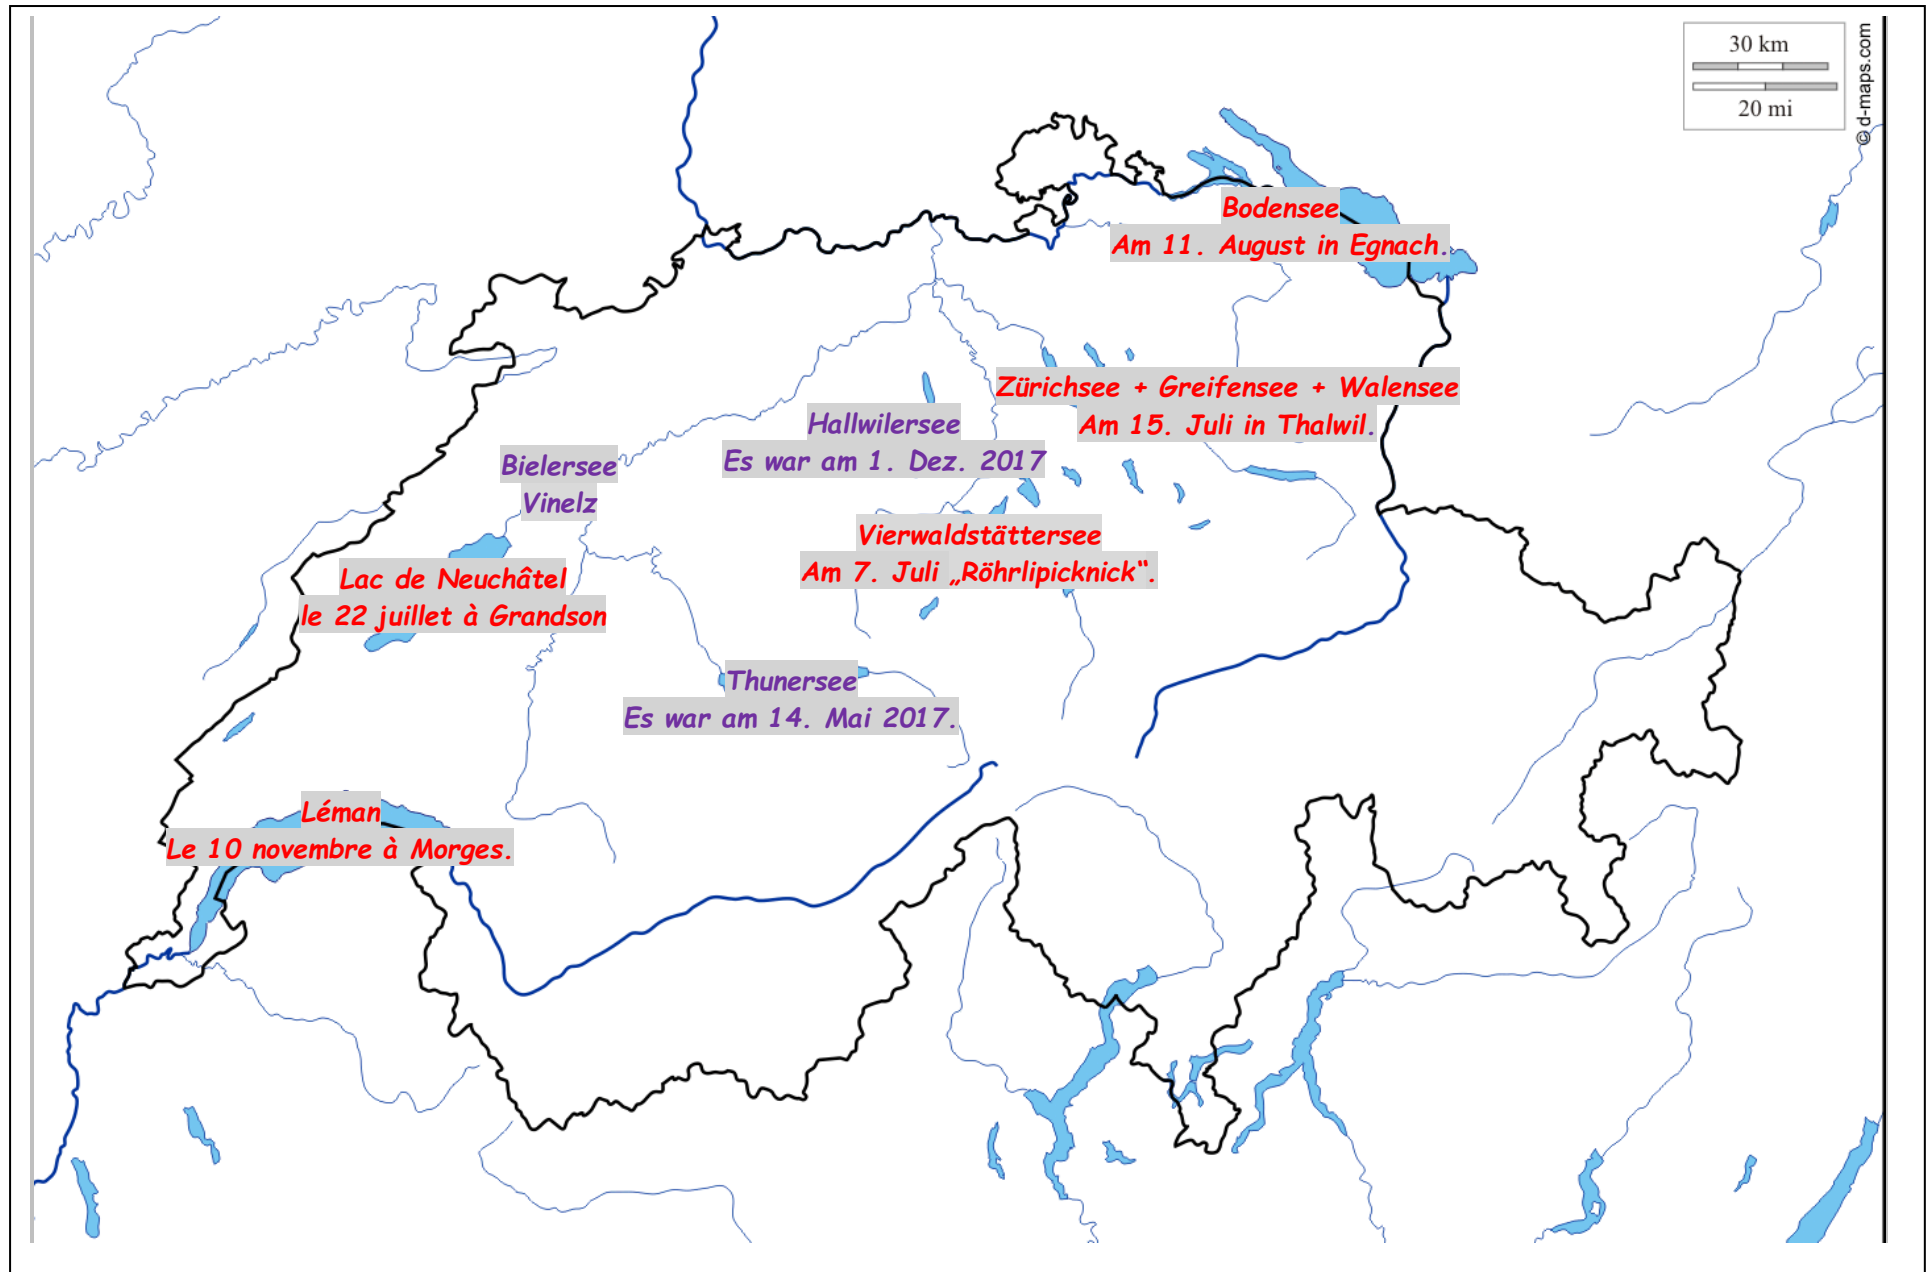 30 km
20 mi
© d-maps.com
Bodensee
Am 11. August in Egnach.
Zürichsee + Greifensee + Walensee
Am 15. Juli in Thalwil.
Hallwilersee
Es war am 1. Dez. 2017
Bielersee
Vinelz
Vierwaldstättersee
Am 7. Juli „Röhrlipicknick“.
Lac de Neuchâtel
le 22 juillet à Grandson
Thunersee
Es war am 14. Mai 2017.
Léman
Le 10 novembre à Morges.